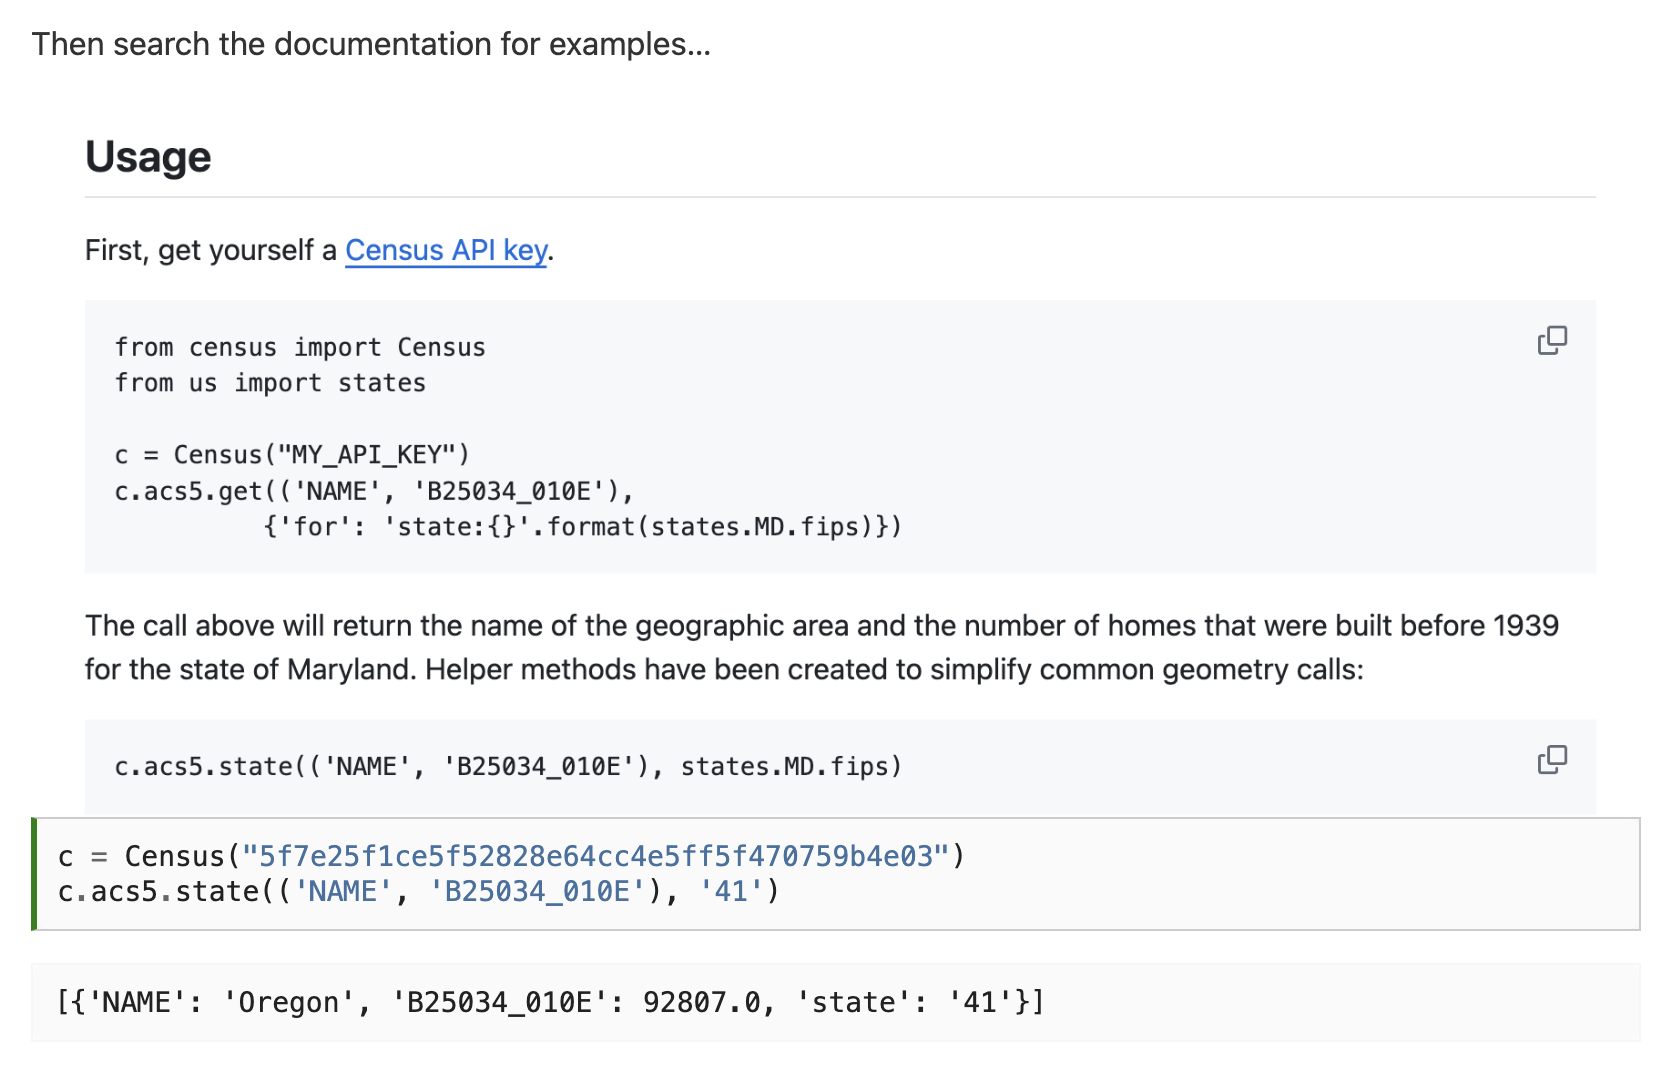 Then search the documentation for examples...
Usage
First, get yourself a Census API key.
from census import Census
from us import states
c = Census("MY_API_KEY")
c.acs5.get(('NAME', 'B25034_010E'),
{'for': 'state:{}'.format(states.MD.fips)})
The call above will return the name of the geographic area and the number of homes that were built before 1939
for the state of Maryland. Helper methods have been created to simplify common geometry calls:
c.acs5.state(('NAME', 'B25034_010E'), states.MD.fips)
c = Census("5f7e25f1ce5f52828e64cc4e5ff5f470759b4e03")
c.acs5.state(('NAME', 'B25034_010E'), '41')
[{'NAME': 'Oregon', 'B25034_010E': 92807.0, 'state': '41'}]